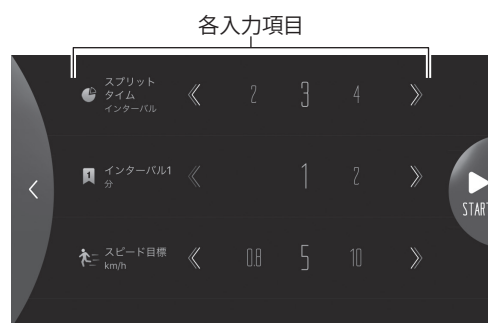 各入力項目
スプリット
タイム
インターバル
2 3 4
1
インターバル1
分
1 2
スピード目標
km/h
0.8 5 10
START